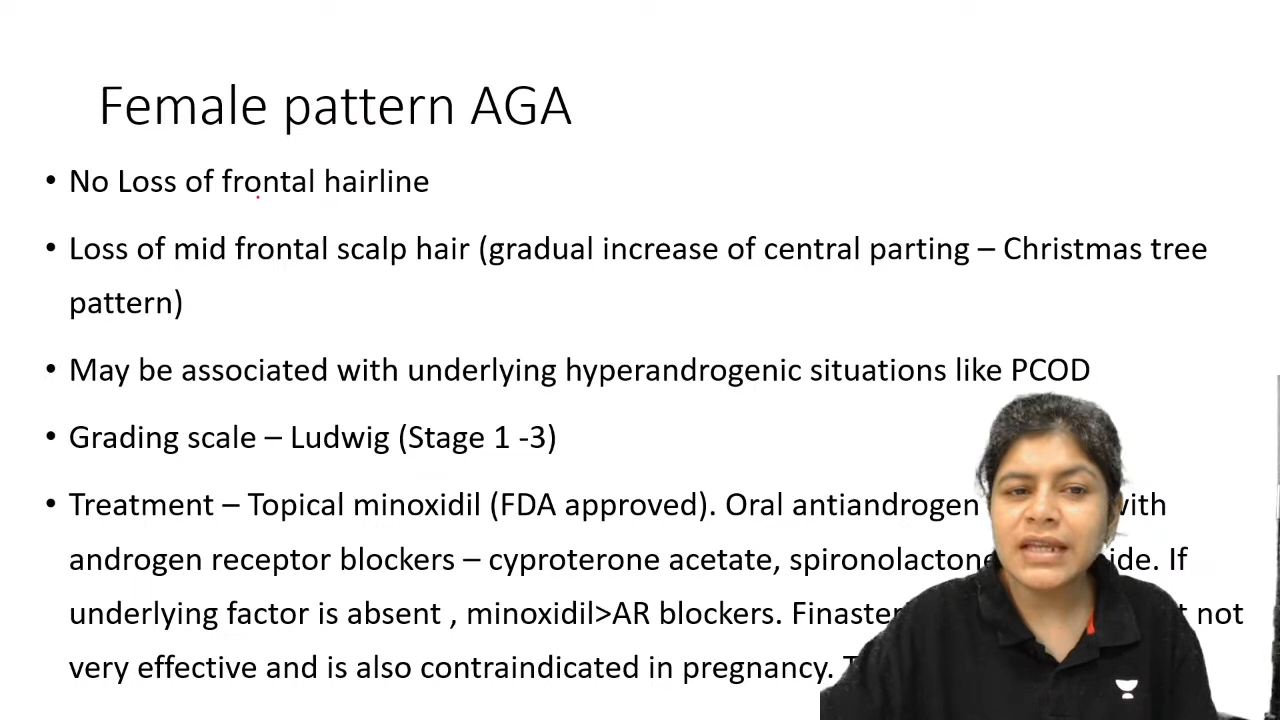 Female pattern AGA
• No Loss of frontal hairline
• Loss of mid frontal scalp hair (gradual increase of central parting – Christmas tree
pattern)
• May be associated with underlying hyperandrogenic situations like PCOD
• Grading scale – Ludwig (Stage 1 -3)
• Treatment – Topical minoxidil (FDA approved). Oral antiandrogen with
androgen receptor blockers – cyproterone acetate, spironolactone If
underlying factor is absent , minoxidil>AR blockers. not
very effective and is also contraindicated in pregnancy.